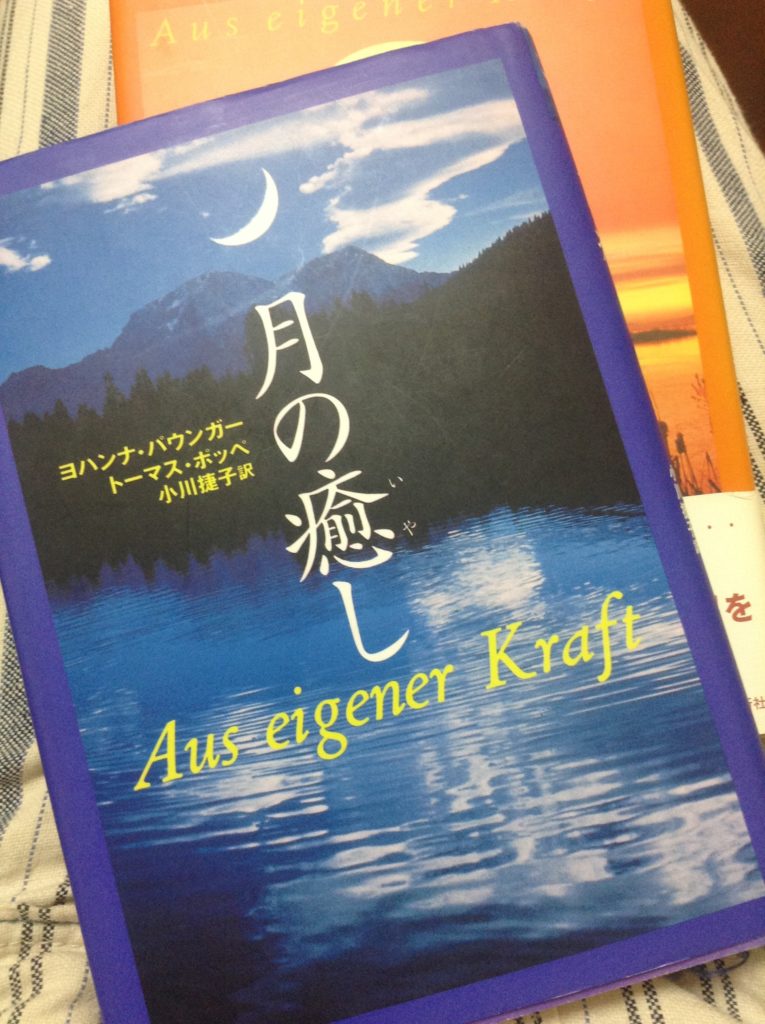 Aus eigener
月の癒し
いや
ヨハンナ・パウンガー
トーマス・ポッペ
小川捷子訳
Aus eigener Kraft
を